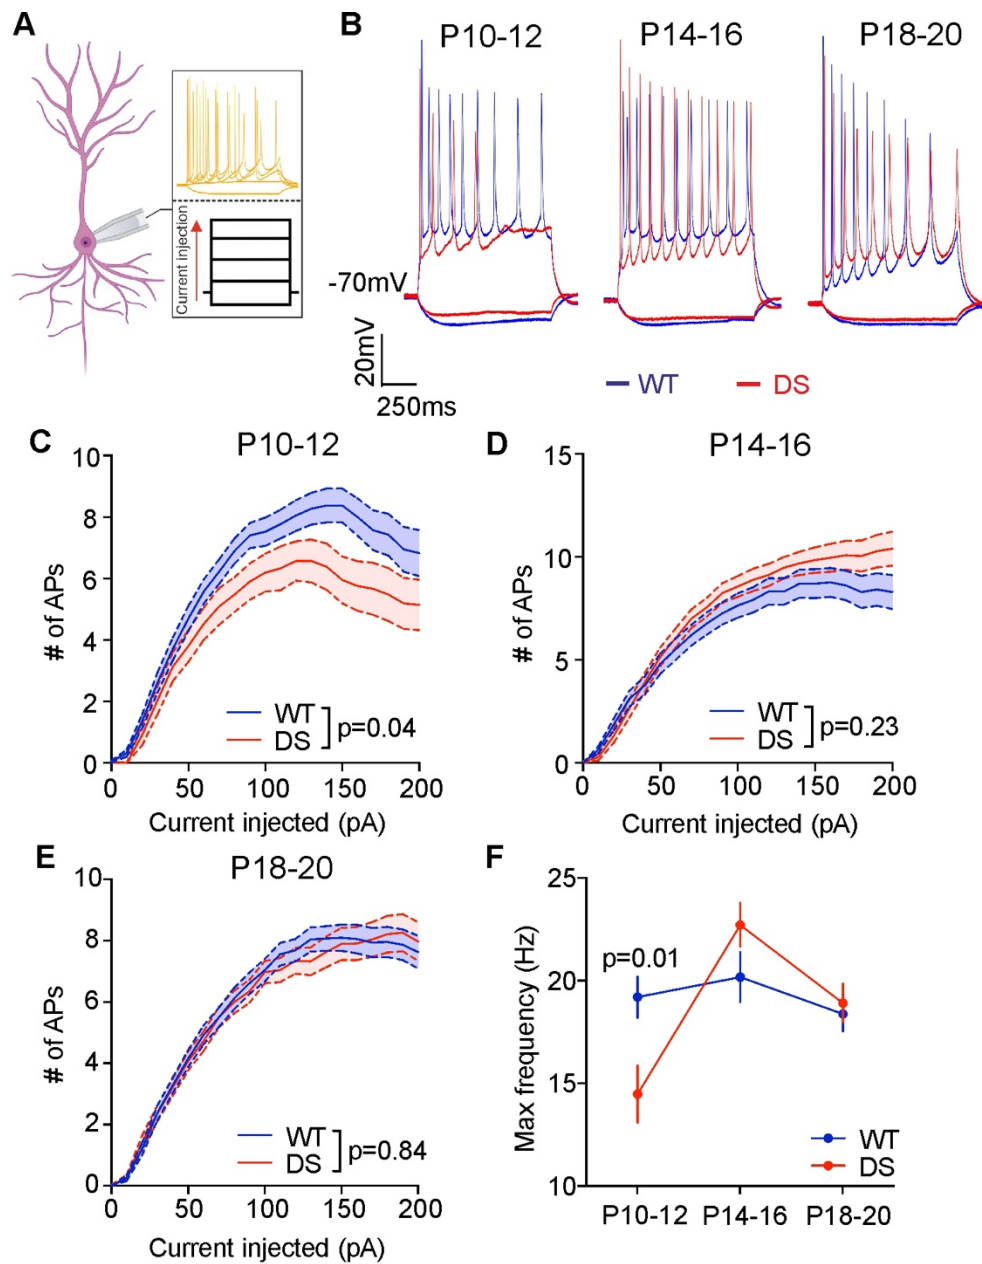 A
Current injection
B
P10-12
P14-16
P18-20
-70mV
20mV
250ms
WT
DS
C
P10-12
# of APs
10
8
6
4
2
0
WT
DS
p=0.04
0
50
100
150
200
Current injected (pA)
D
P14-16
# of APs
15
10
5
0
WT
DS
p=0.23
0
50
100
150
200
Current injected (pA)
E
P18-20
# of APs
10
8
6
4
2
0
WT
DS
p=0.84
0
50
100
150
200
Current injected (pA)
F
Max frequency (Hz)
25
20
15
10
p=0.01
WT
DS
P10-12
P14-16
P18-20